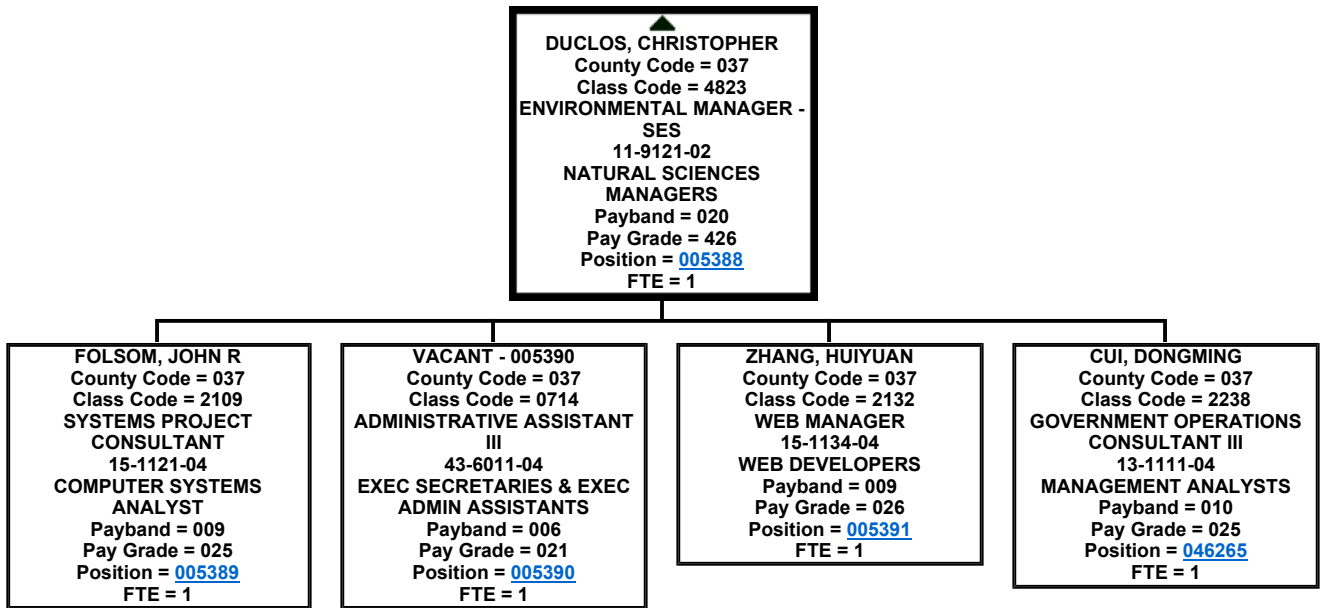 DUCLOS, CHRISTOPHER
County Code = 037
Class Code = 4823
ENVIRONMENTAL MANAGER -
SES
11-9121-02
NATURAL SCIENCES
MANAGERS
Payband = 020
Pay Grade = 426
Position = 005388
FTE = 1
FOLSOM, JOHN R
County Code = 037
Class Code = 2109
SYSTEMS PROJECT
CONSULTANT
15-1121-04
COMPUTER SYSTEMS
ANALYST
Payband = 009
Pay Grade = 025
Position = 005389
FTE = 1
VACANT - 005390
County Code = 037
Class Code = 0714
ADMINISTRATIVE ASSISTANT
III
43-6011-04
EXEC SECRETARIES & EXEC
ADMIN ASSISTANTS
Payband = 006
Pay Grade = 021
Position = 005390
FTE = 1
ZHANG, HUIYUAN
County Code = 037
Class Code = 2132
WEB MANAGER
15-1134-04
WEB DEVELOPERS
Payband = 009
Pay Grade = 026
Position = 005391
FTE = 1
CUI, DONGMING
County Code = 037
Class Code = 2238
GOVERNMENT OPERATIONS
CONSULTANT III
13-1111-04
MANAGEMENT ANALYSTS
Payband = 010
Pay Grade = 025
Position = 046265
FTE = 1